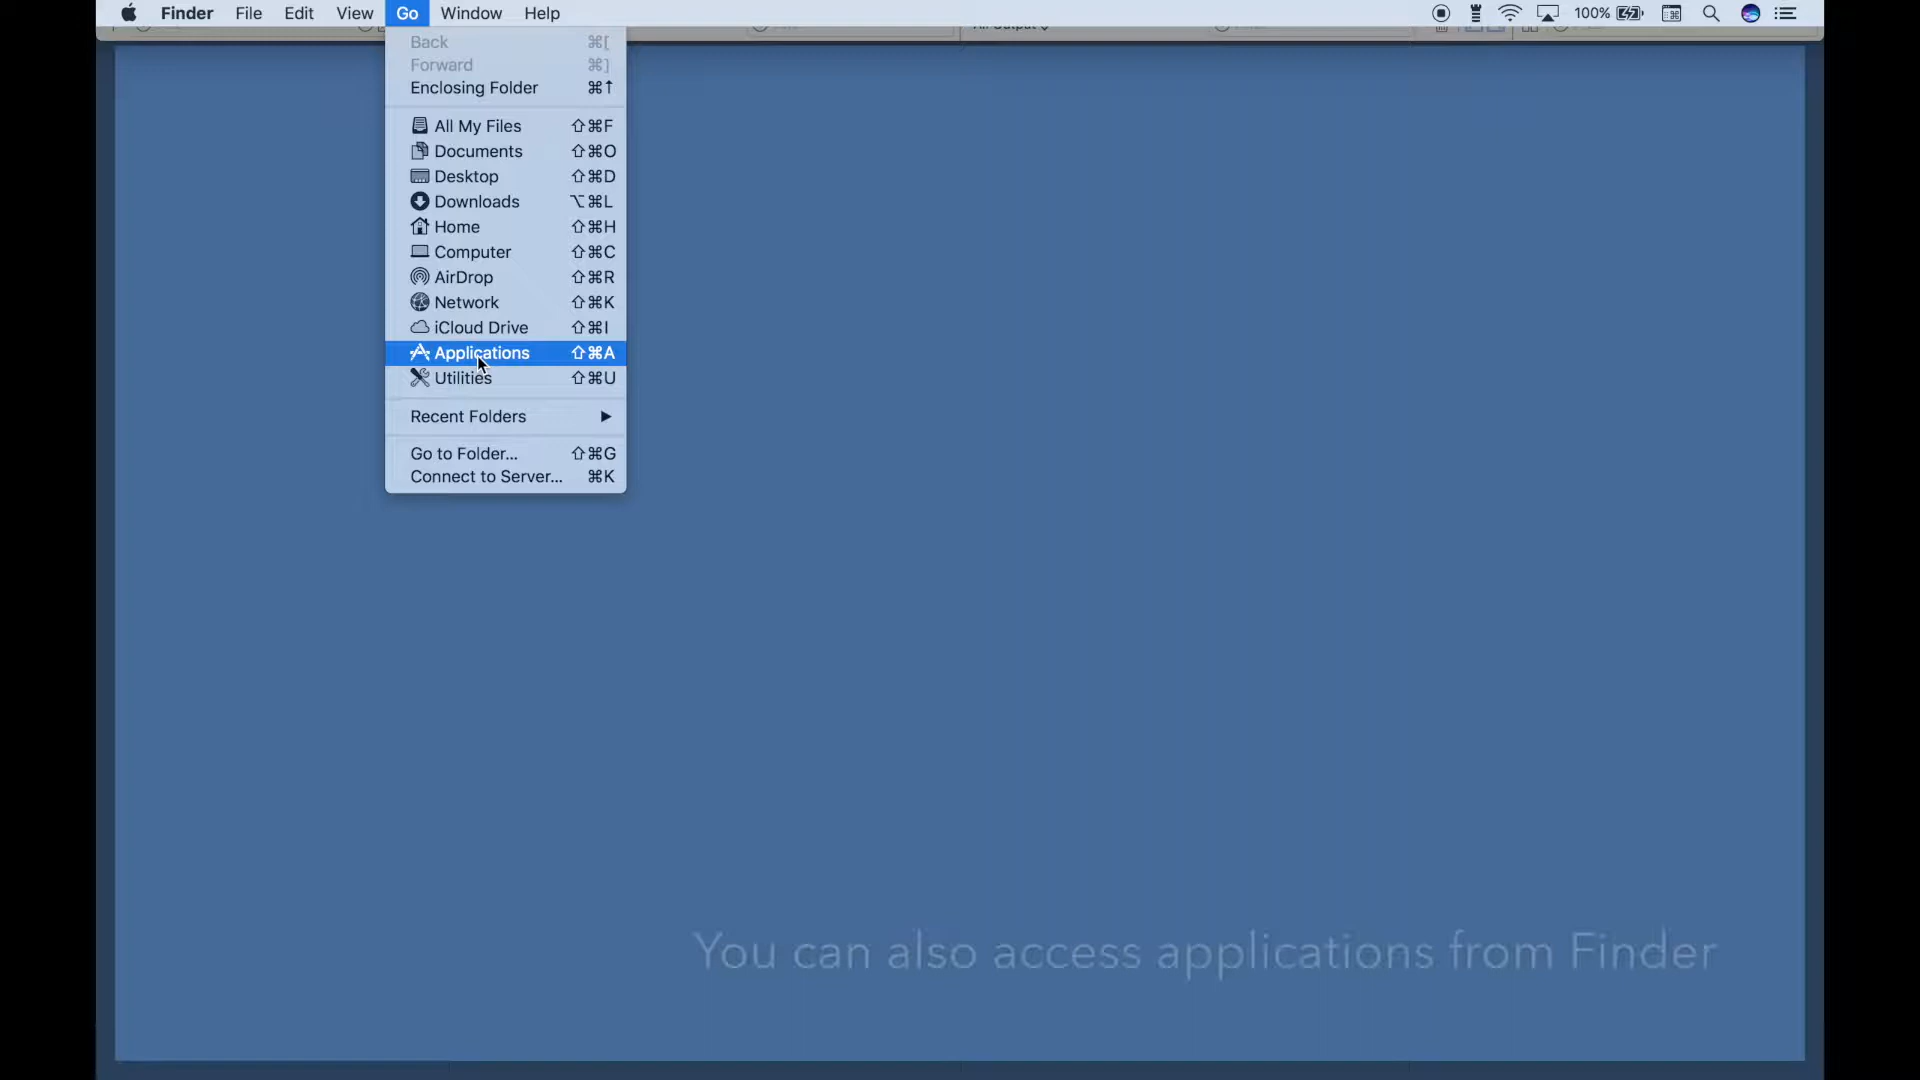 Finder File Edit View Go Window Help 100%
Back ⌘[
Forward ⌘]
Enclosing Folder ⌘↑
All My Files ⇧⌘F
Documents ⇧⌘O
Desktop ⇧⌘D
Downloads ⌥⌘L
Home ⇧⌘H
Computer ⇧⌘C
AirDrop ⇧⌘R
Network ⇧⌘K
iCloud Drive ⇧⌘I
Applications ⇧⌘A
Utilities ⇧⌘U
Recent Folders ▶
Go to Folder... ⇧⌘G
Connect to Server... ⌘K
You can also access applications from Finder